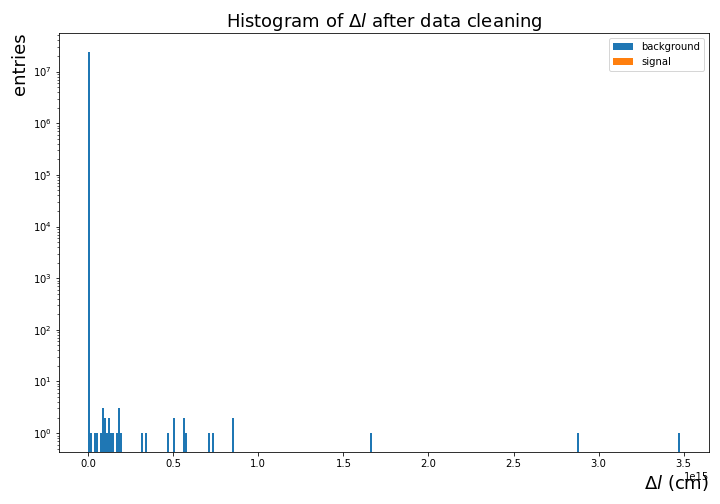 Histogram of Δl after data cleaning
entries
background
signal
10⁷
10⁶
10⁵
10⁴
10³
10²
10¹
10⁰
0.0 0.5 1.0 1.5 2.0 2.5 3.0 3.5
1e15
Δl (cm)